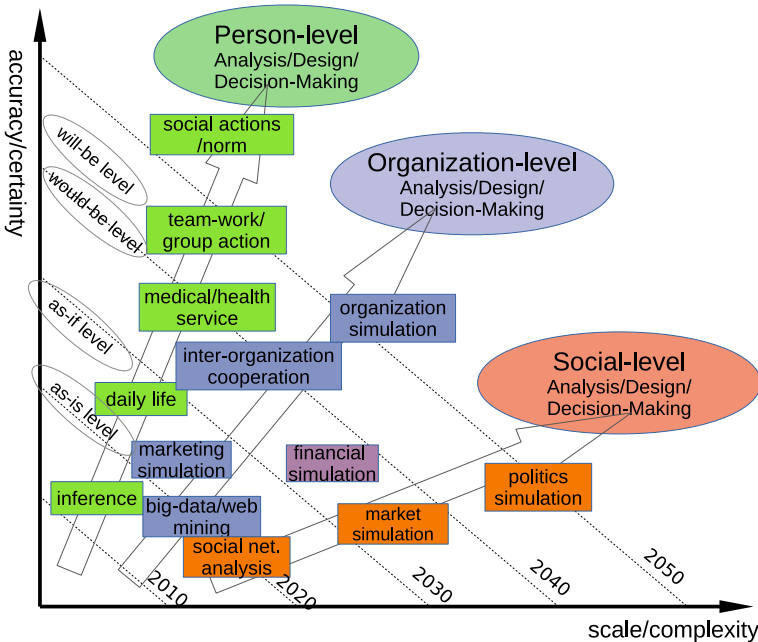 accuracy/certainty
Person-level
Analysis/Design/
Decision-Making
social actions
/norm
will-be level
Organization-level
Analysis/Design/
Decision-Making
would-be level
team-work/
group action
medical/health
service
organization
simulation
as-if level
inter-organization
cooperation
Social-level
Analysis/Design/
Decision-Making
daily life
as-is level
marketing
simulation
financial
simulation
politics
simulation
inference
big-data/web
mining
market
simulation
social net.
analysis
2010
2020
2030
2040
2050
scale/complexity